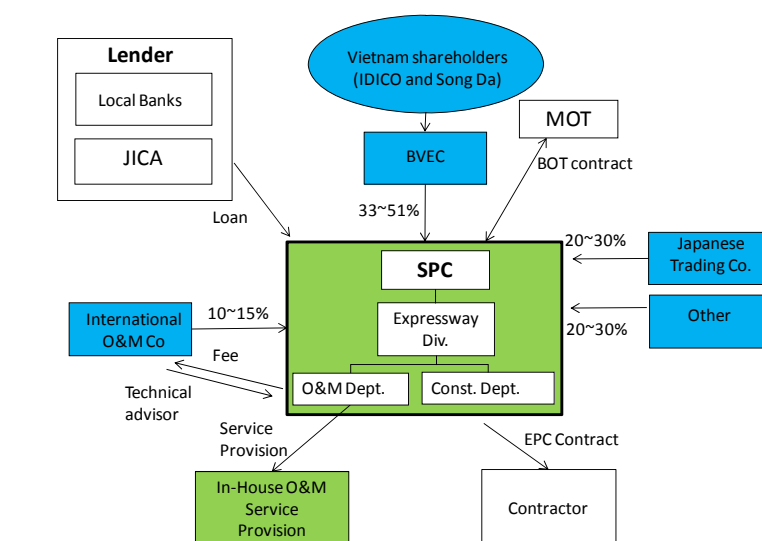 Lender
Local Banks
JICA
Vietnam shareholders
(IDICO and Song Da)
MOT
BVEC
BOT contract
33~51%
Loan
20~30%
Japanese
Trading Co.
SPC
10~15%
International
O&M Co
Expressway
Div.
Other
20~30%
Fee
Technical
advisor
O&M Dept.
Const. Dept.
Service
Provision
EPC Contract
In-House O&M
Service
Provision
Contractor